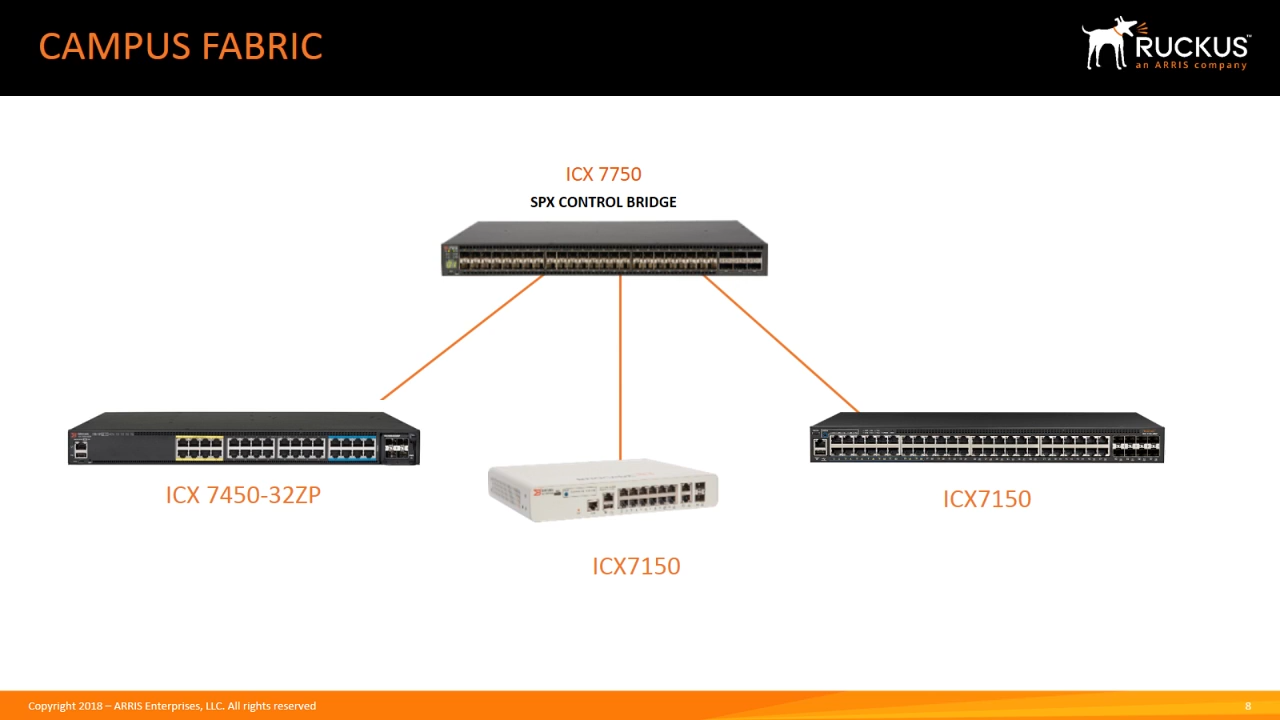 CAMPUS FABRIC
RUCKUS™
an ARRIS company
ICX 7750
SPX CONTROL BRIDGE
ICX 7450-32ZP
ICX7150
ICX7150
Copyright 2018 – ARRIS Enterprises, LLC. All rights reserved
8